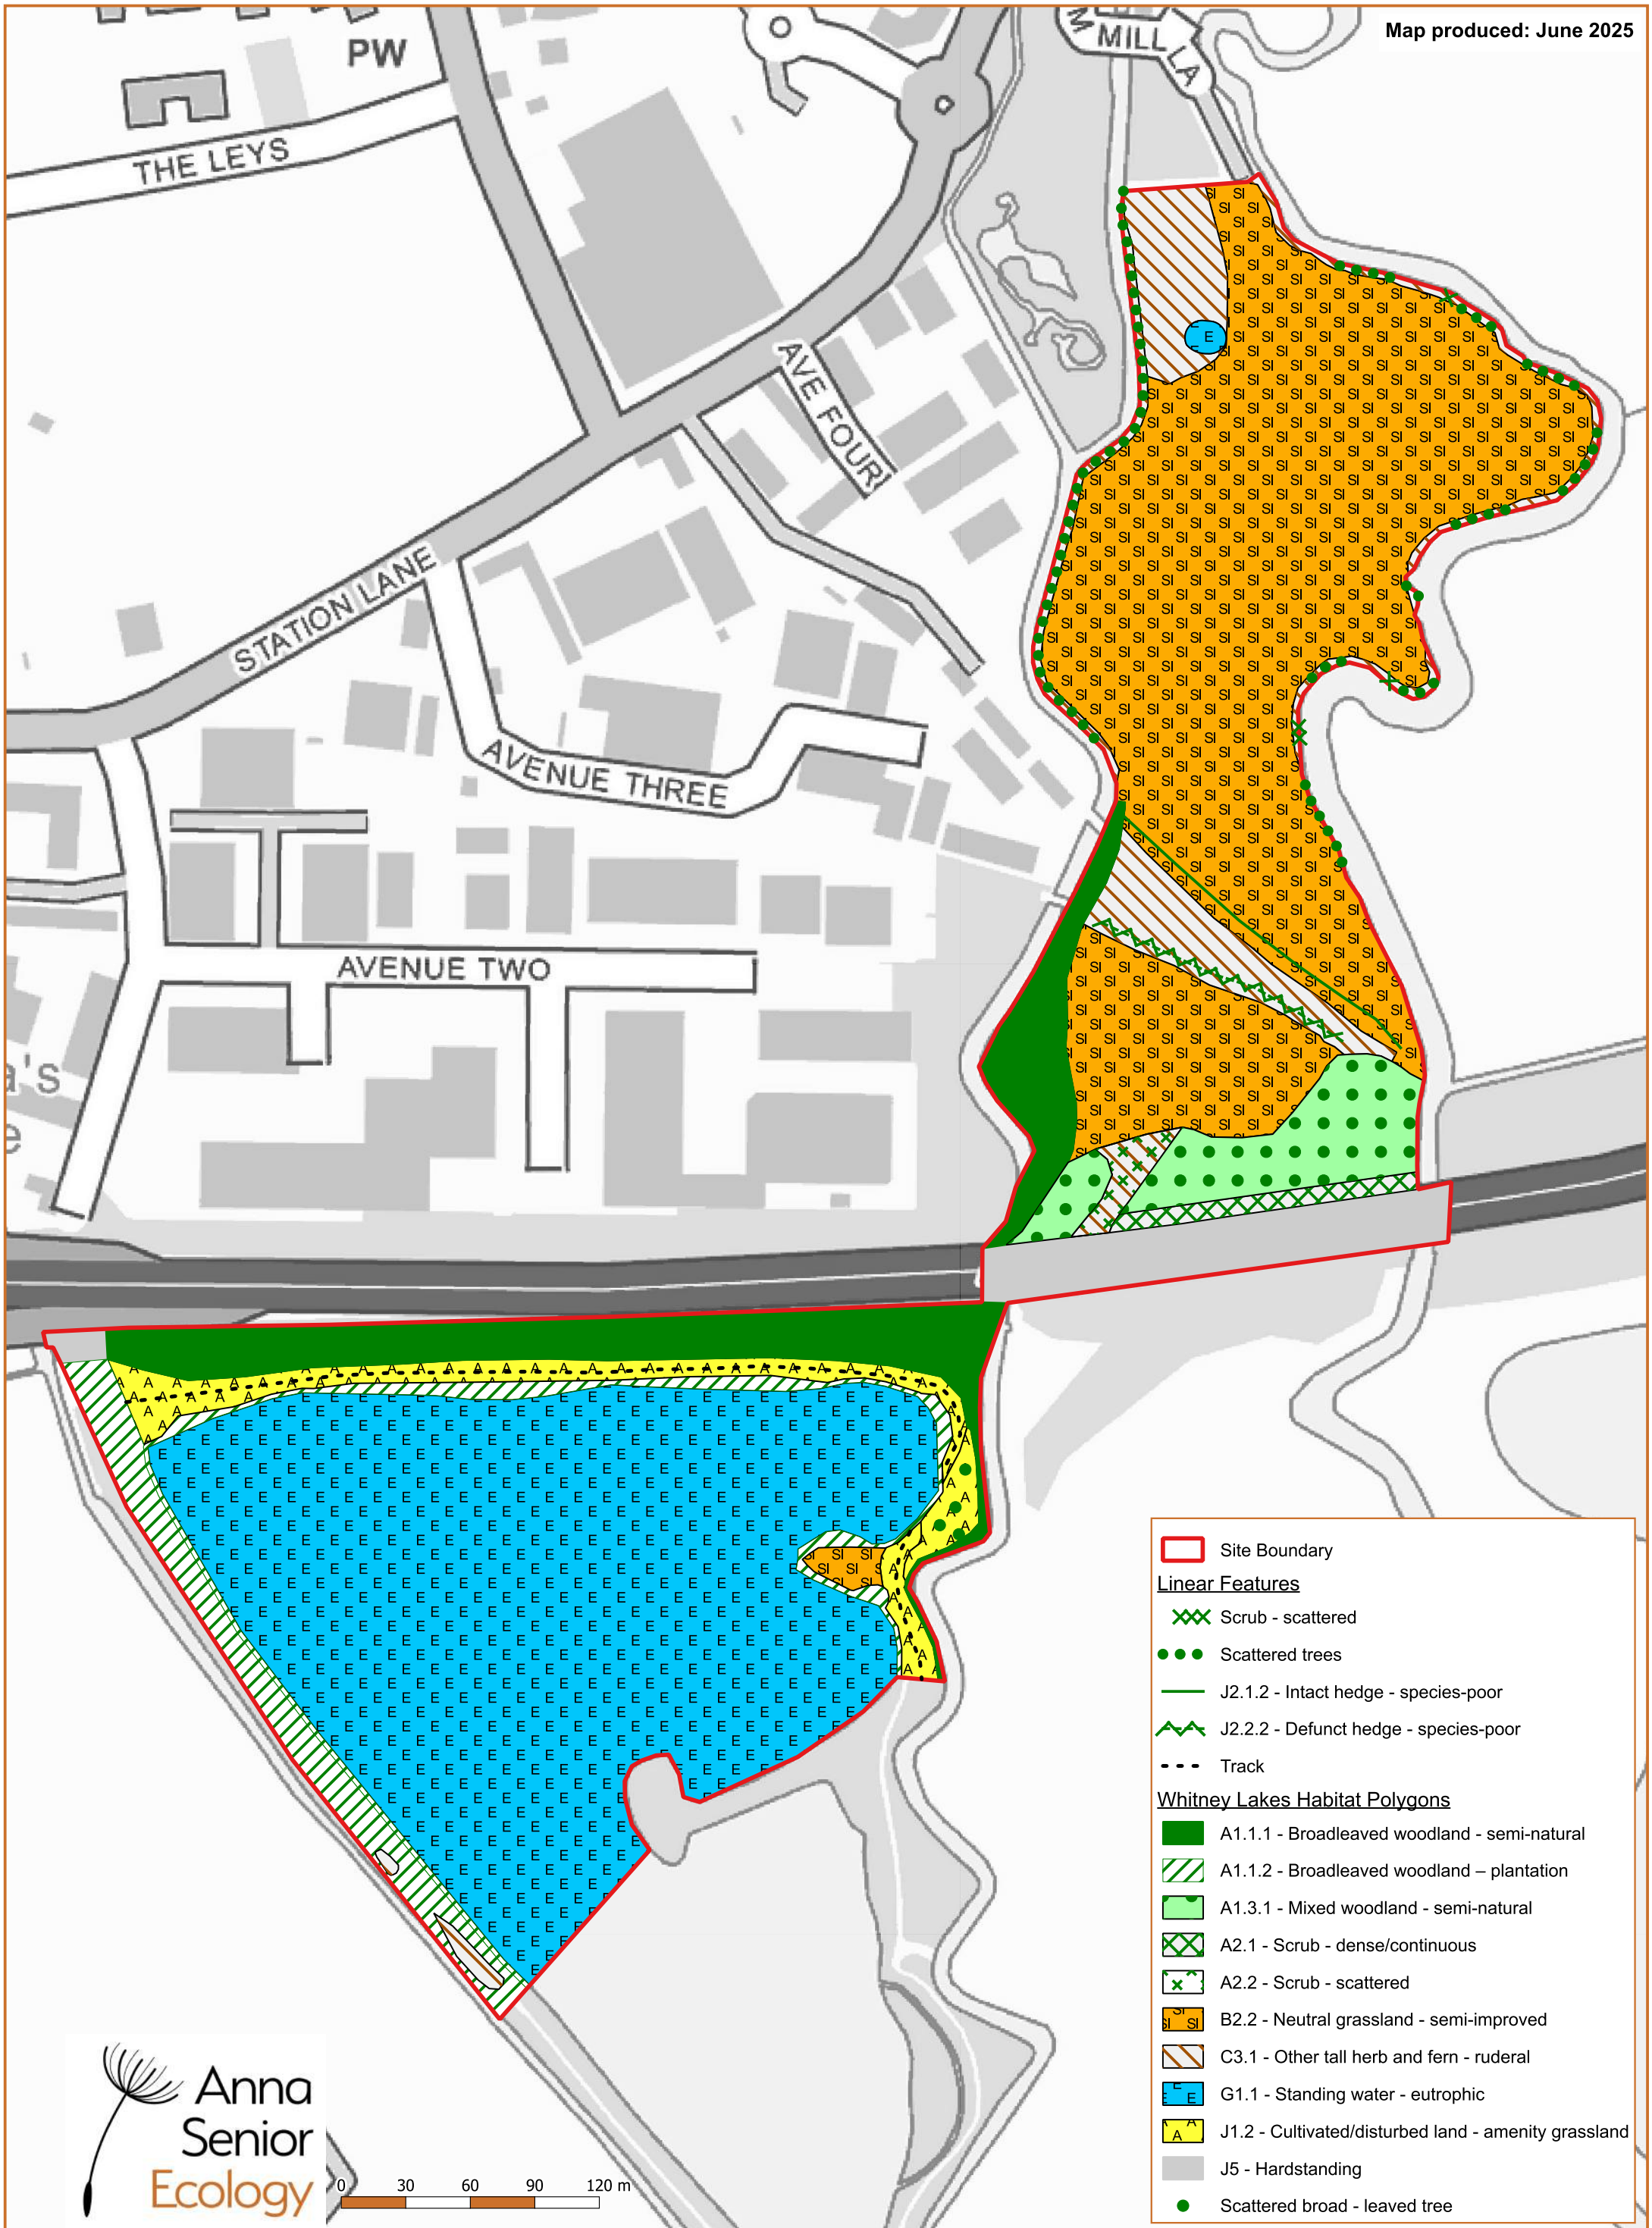 Map produced: June 2025
PW
MILL LA
THE LEYS
AVE FOUR
STATION LANE
AVENUE THREE
AVENUE TWO
a's
e
Site Boundary
Linear Features
Scrub - scattered
Scattered trees
J2.1.2 - Intact hedge - species-poor
J2.2.2 - Defunct hedge - species-poor
Track
Whitney Lakes Habitat Polygons
A1.1.1 - Broadleaved woodland - semi-natural
A1.1.2 - Broadleaved woodland – plantation
A1.3.1 - Mixed woodland - semi-natural
A2.1 - Scrub - dense/continuous
A2.2 - Scrub - scattered
SI SI SI B2.2 - Neutral grassland - semi-improved
C3.1 - Other tall herb and fern - ruderal
E E E G1.1 - Standing water - eutrophic
A A A J1.2 - Cultivated/disturbed land - amenity grassland
J5 - Hardstanding
Scattered broad - leaved tree
Anna
Senior
Ecology
0 30 60 90 120 m